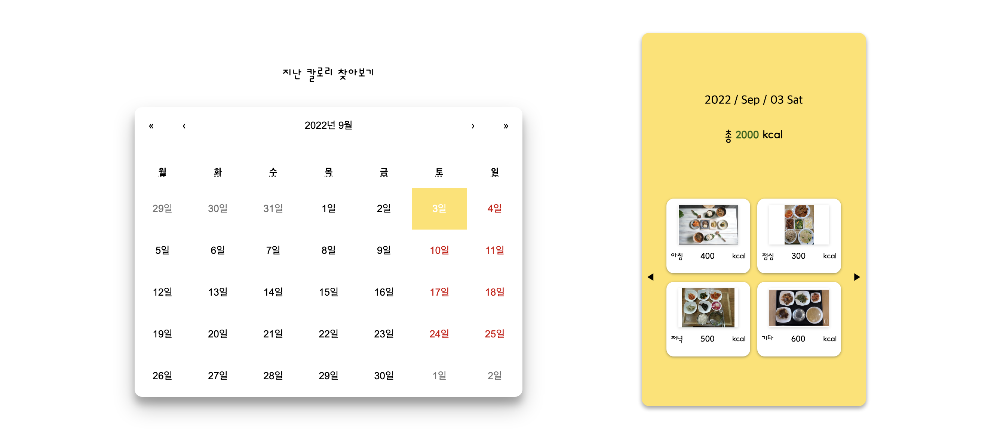 지난 칼로리 찾아보기
« ‹ 2022년 9월 › »
월 화 수 목 금 토 일
29일 30일 31일 1일 2일 3일 4일
5일 6일 7일 8일 9일 10일 11일
12일 13일 14일 15일 16일 17일 18일
19일 20일 21일 22일 23일 24일 25일
26일 27일 28일 29일 30일 1일 2일
2022 / Sep / 03 Sat
총 2000 kcal
아침 400 kcal
점심 300 kcal
저녁 500 kcal
기타 600 kcal